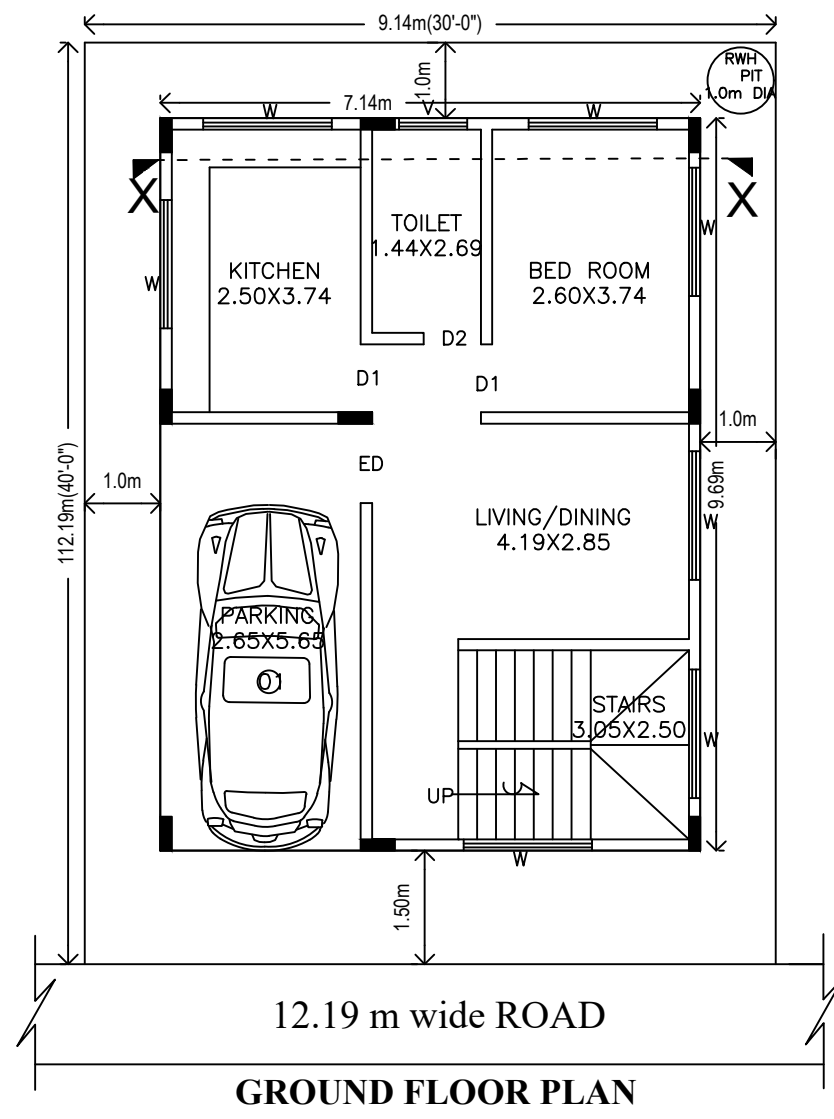 9.14m(30'-0")
RWH
PIT
1.0m DIA
1.0m
7.14m
W
V
W
X
X
TOILET
1.44X2.69
W
W
KITCHEN
2.50X3.74
BED ROOM
2.60X3.74
D2
D1
D1
1.0m
112.19m(40'-0")
ED
1.0m
9.69m
LIVING/DINING
4.19X2.85
W
PARKING
2.65X5.65
01
STAIRS
3.05X2.50
W
UP
W
1.50m
12.19 m wide ROAD
GROUND FLOOR PLAN